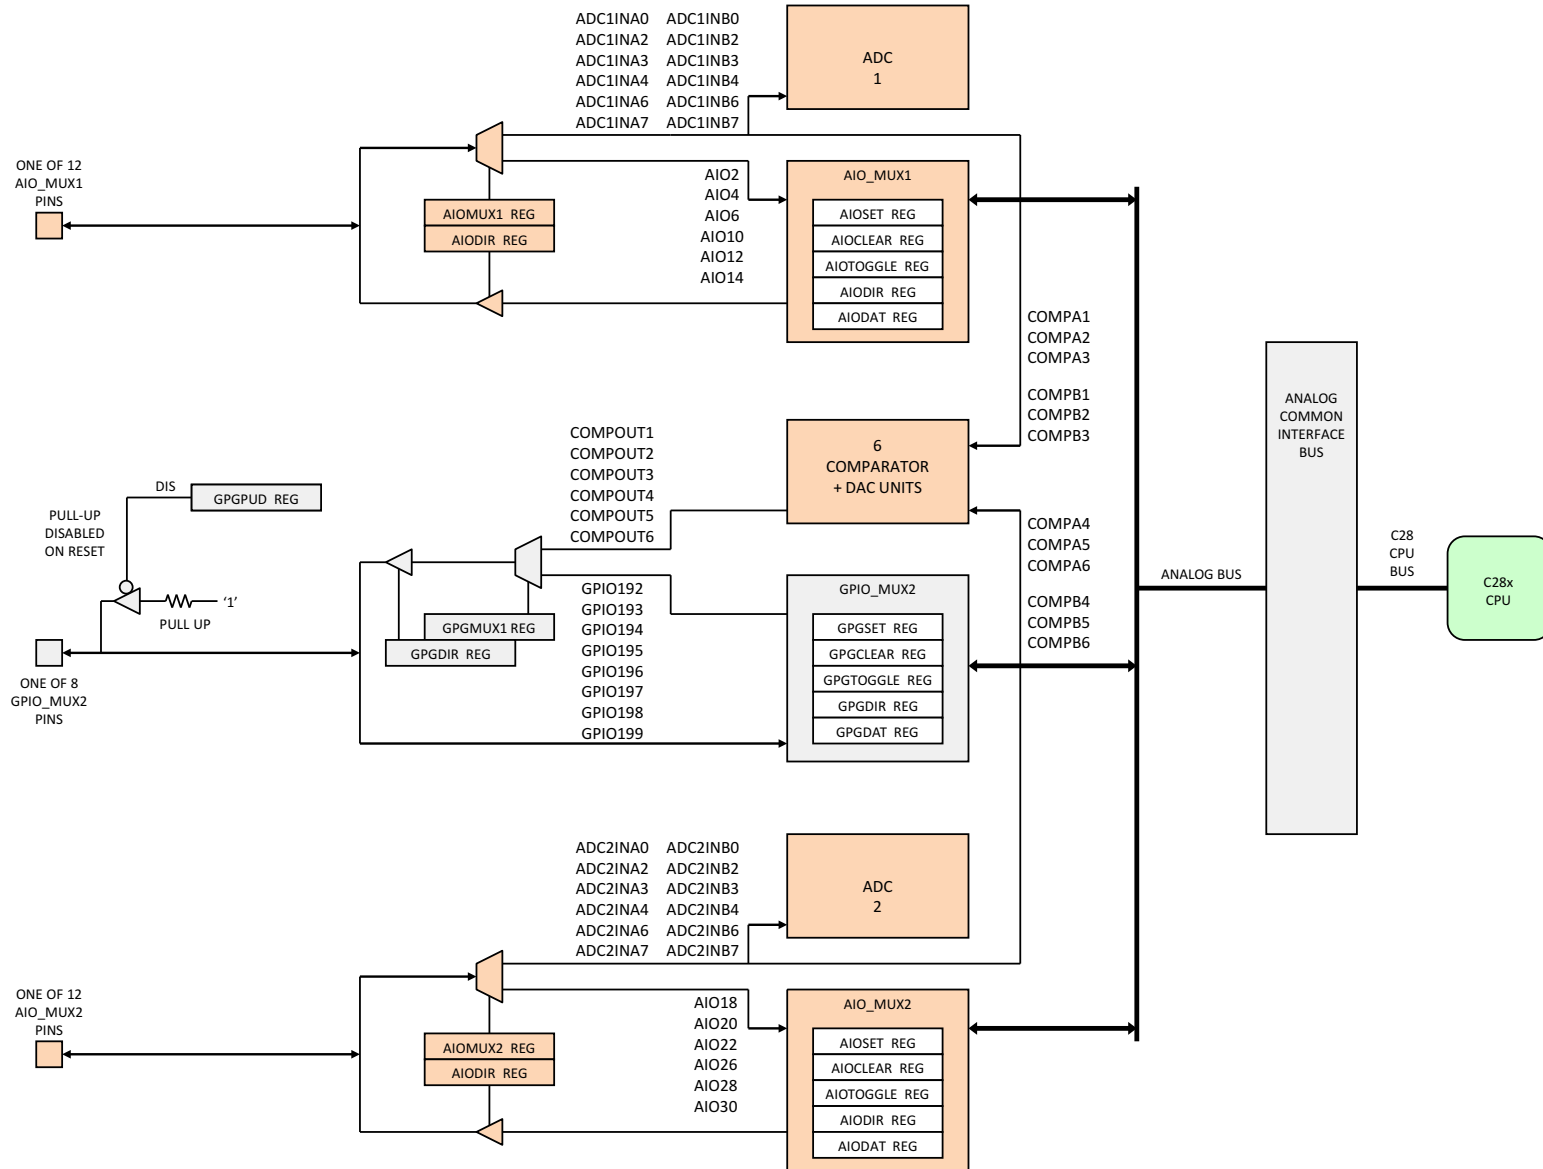 ADC1INA0 ADC1INB0
ADC1INA2 ADC1INB2
ADC1INA3 ADC1INB3
ADC1INA4 ADC1INB4
ADC1INA6 ADC1INB6
ADC1INA7 ADC1INB7
ADC
1
ONE OF 12
AIO_MUX1
PINS
AIOMUX1 REG
AIODIR REG
AIO2
AIO4
AIO6
AIO10
AIO12
AIO14
AIO_MUX1
AIOSET REG
AIOCLEAR REG
AIOTOGGLE REG
AIODIR REG
AIODAT REG
COMPA1
COMPA2
COMPA3
COMPB1
COMPB2
COMPB3
6
COMPARATOR
+ DAC UNITS
COMPOUT1
COMPOUT2
COMPOUT3
COMPOUT4
COMPOUT5
COMPOUT6
DIS
GPGPUD REG
PULL-UP
DISABLED
ON RESET
'1'
PULL UP
ONE OF 8
GPIO_MUX2
PINS
GPGMUX1 REG
GPGDIR REG
GPIO192
GPIO193
GPIO194
GPIO195
GPIO196
GPIO197
GPIO198
GPIO199
GPIO_MUX2
GPGSET REG
GPGCLEAR REG
GPGTOGGLE REG
GPGDIR REG
GPGDAT REG
COMPA4
COMPA5
COMPA6
COMPB4
COMPB5
COMPB6
ANALOG BUS
ANALOG
COMMON
INTERFACE
BUS
C28
CPU
BUS
C28x
CPU
ADC2INA0 ADC2INB0
ADC2INA2 ADC2INB2
ADC2INA3 ADC2INB3
ADC2INA4 ADC2INB4
ADC2INA6 ADC2INB6
ADC2INA7 ADC2INB7
ADC
2
ONE OF 12
AIO_MUX2
PINS
AIOMUX2 REG
AIODIR REG
AIO18
AIO20
AIO22
AIO26
AIO28
AIO30
AIO_MUX2
AIOSET REG
AIOCLEAR REG
AIOTOGGLE REG
AIODIR REG
AIODAT REG